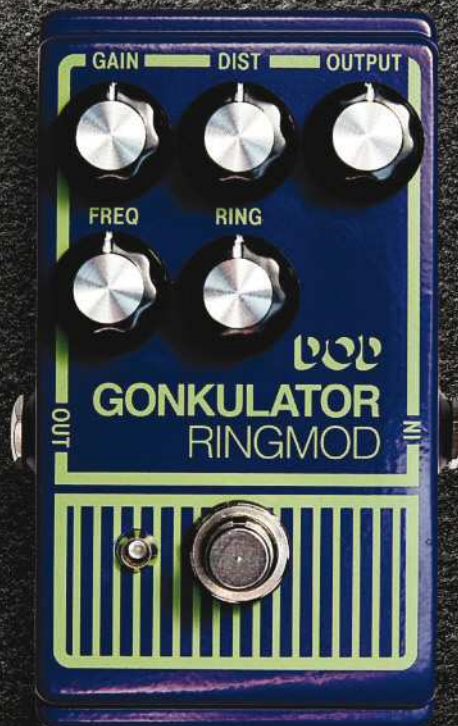 GAIN DIST OUTPUT
FREQ RING
DOD
GONKULATOR
RINGMOD
OUT IN